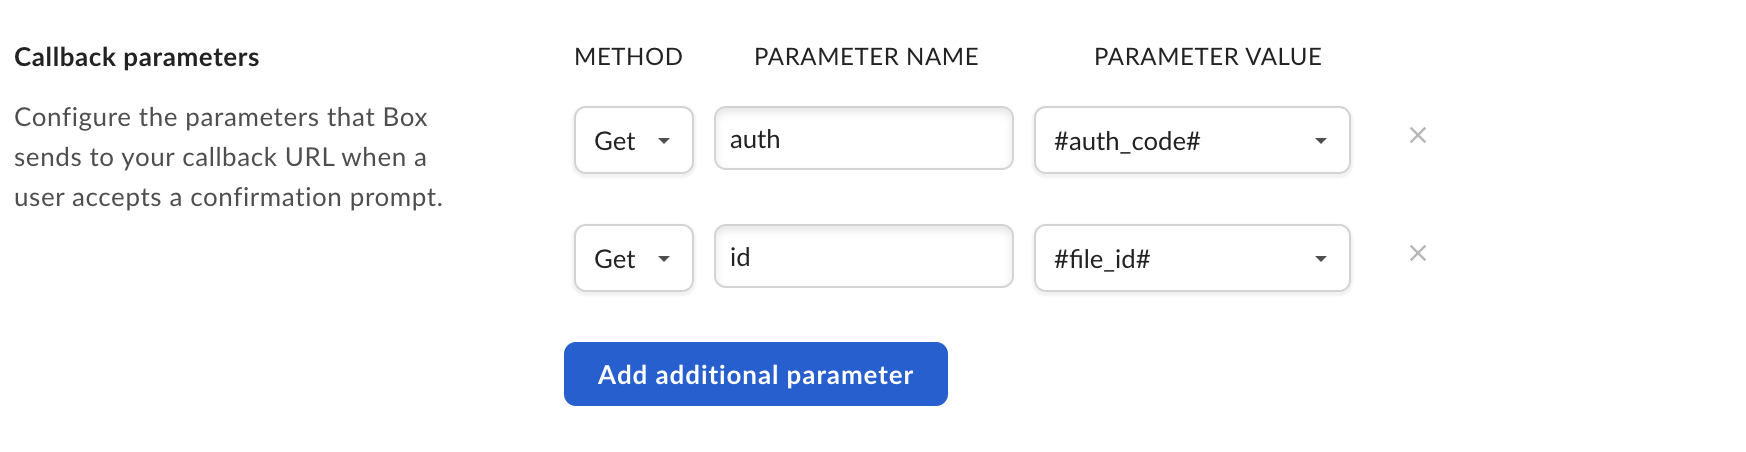 Callback parameters
Configure the parameters that Box
sends to your callback URL when a
user accepts a confirmation prompt.
METHOD PARAMETER NAME PARAMETER VALUE
Get auth #auth_code#
Get id #file_id#
Add additional parameter